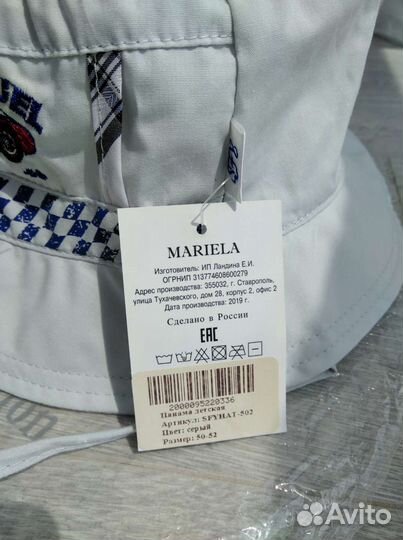 MARIELA
Изготовитель: ИП Ландина Е.И.
ОГРНИП 313774608600279
Адрес производства: 355032, г. Ставрополь,
улица Тухачевского, дом 28, корпус 2, офис 2
Дата производства: 2019 г.
Сделано в России
EAC
2000095220336
Панама детская
Артикул: SPYHAT-502
Цвет: серый
Размер: 50-52
Avito